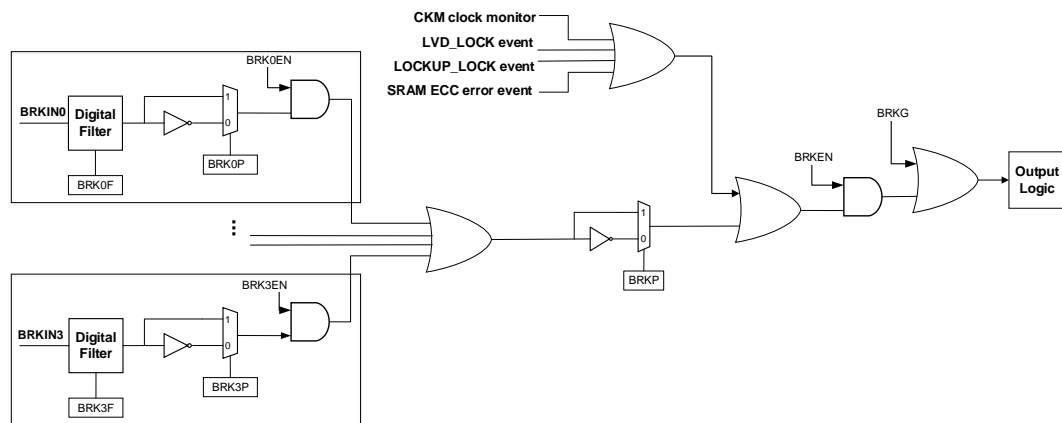 CKM clock monitor
LVD_LOCK event
LOCKUP_LOCK event
SRAM ECC error event
BRK0EN
BRKIN0
Digital
Filter
1
0
BRK0P
BRK0F
...
BRKG
BRKEN
Output
Logic
1
0
BRKP
BRK3EN
BRKIN3
Digital
Filter
1
0
BRK3P
BRK3F